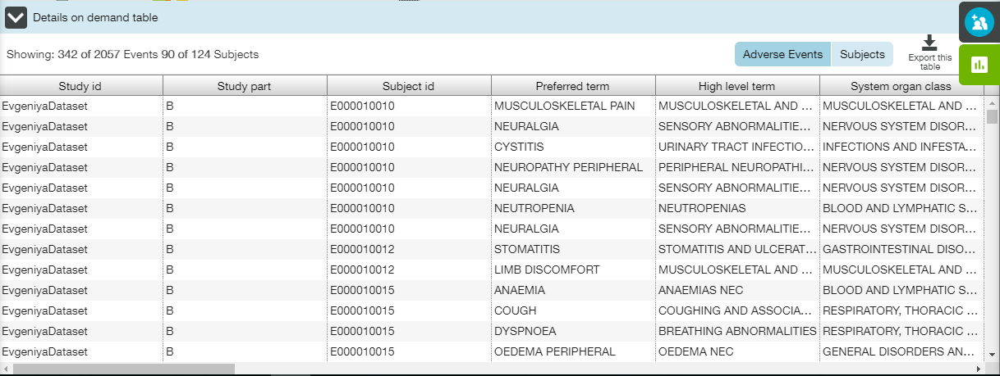 Details on demand table
Showing: 342 of 2057 Events 90 of 124 Subjects
Adverse Events Subjects Export this
table
Study id Study part Subject id Preferred term High level term System organ class
EvgeniyaDataset B E000010010 MUSCULOSKELETAL PAIN MUSCULOSKELETAL AND ... MUSCULOSKELETAL AND ...
EvgeniyaDataset B E000010010 NEURALGIA SENSORY ABNORMALITIE... NERVOUS SYSTEM DISOR...
EvgeniyaDataset B E000010010 CYSTITIS URINARY TRACT INFECTIO... INFECTIONS AND INFESTA...
EvgeniyaDataset B E000010010 NEUROPATHY PERIPHERAL PERIPHERAL NEUROPATHI... NERVOUS SYSTEM DISOR...
EvgeniyaDataset B E000010010 NEURALGIA SENSORY ABNORMALITIE... NERVOUS SYSTEM DISOR...
EvgeniyaDataset B E000010010 NEUTROPENIA NEUTROPENIAS BLOOD AND LYMPHATIC S...
EvgeniyaDataset B E000010010 NEURALGIA SENSORY ABNORMALITIE... NERVOUS SYSTEM DISOR...
EvgeniyaDataset B E000010012 STOMATITIS STOMATITIS AND ULCERAT... GASTROINTESTINAL DISO...
EvgeniyaDataset B E000010012 LIMB DISCOMFORT MUSCULOSKELETAL AND ... MUSCULOSKELETAL AND ...
EvgeniyaDataset B E000010015 ANAEMIA ANAEMIAS NEC BLOOD AND LYMPHATIC S...
EvgeniyaDataset B E000010015 COUGH COUGHING AND ASSOCIA... RESPIRATORY, THORACIC ...
EvgeniyaDataset B E000010015 DYSPNOEA BREATHING ABNORMALITIES RESPIRATORY, THORACIC ...
EvgeniyaDataset B E000010015 OEDEMA PERIPHERAL OEDEMA NEC GENERAL DISORDERS AN...